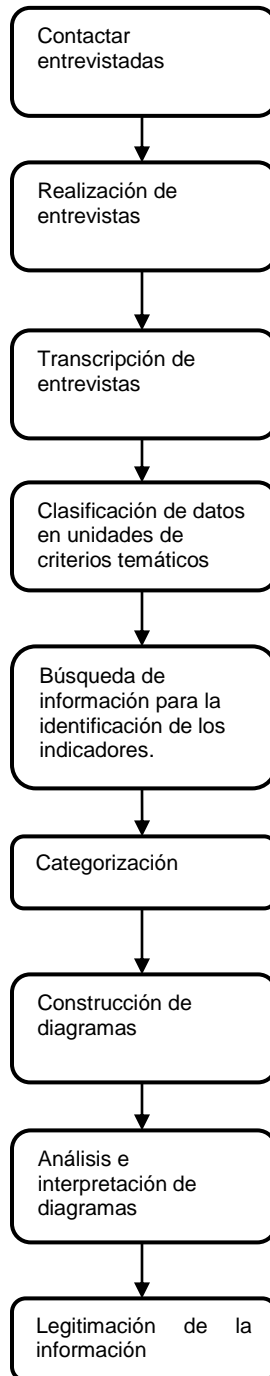 Contactar
entrevistadas
Realización de
entrevistas
Transcripción de
entrevistas
Clasificación de datos
en unidades de
criterios temáticos
Búsqueda de
información para la
identificación de los
indicadores.
Categorización
Construcción de
diagramas
Análisis e
interpretación de
diagramas
Legitimación de la
información